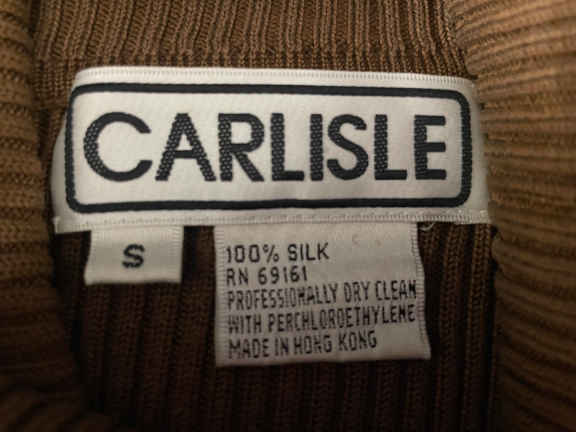 CARLISLE
S
100% SILK
RN 69161
PROFESSIONALLY DRY CLEAN
WITH PERCHLOROETHYLENE
MADE IN HONG KONG